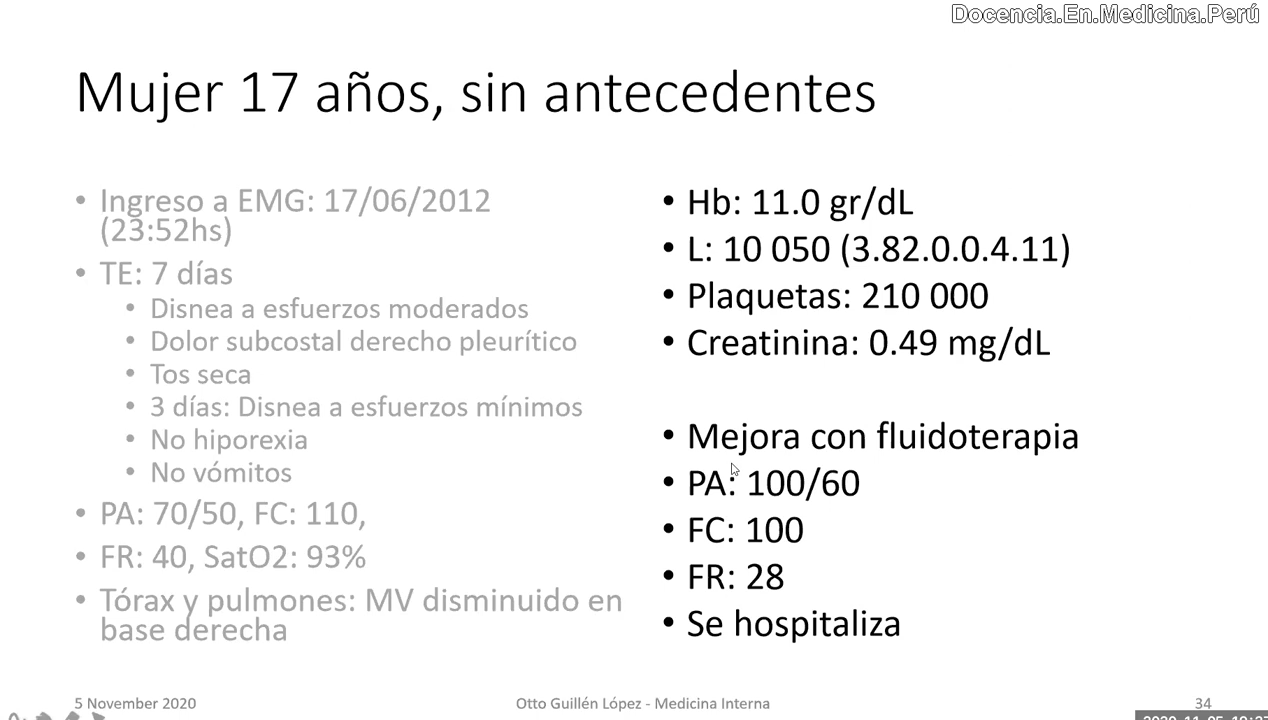 Docencia.En.Medicina.Perú
Mujer 17 años, sin antecedentes
• Ingreso a EMG: 17/06/2012
(23:52hs)
• TE: 7 días
• Disnea a esfuerzos moderados
• Dolor subcostal derecho pleurítico
• Tos seca
• 3 días: Disnea a esfuerzos mínimos
• No hiporexia
• No vómitos
• PA: 70/50, FC: 110,
• FR: 40, SatO2: 93%
• Tórax y pulmones: MV disminuido en
base derecha
• Hb: 11.0 gr/dL
• L: 10 050 (3.82.0.0.4.11)
• Plaquetas: 210 000
• Creatinina: 0.49 mg/dL
• Mejora con fluidoterapia
• PA: 100/60
• FC: 100
• FR: 28
• Se hospitaliza
5 November 2020
Otto Guillén López - Medicina Interna
34